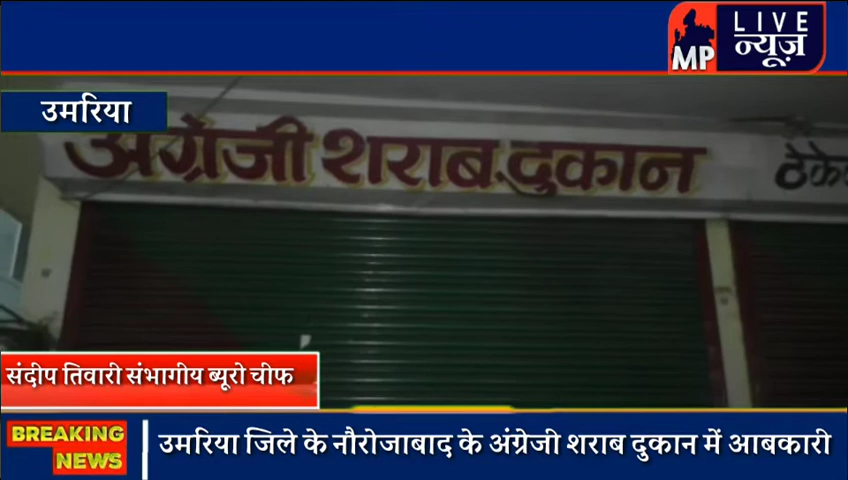 LIVE
MP न्यूज़
उमरिया
अंग्रेजी शराब दुकान
संदीप तिवारी संभागीय ब्यूरो चीफ
BREAKING
NEWS
उमरिया जिले के नौरोजाबाद के अंग्रेजी शराब दुकान में आबकारी